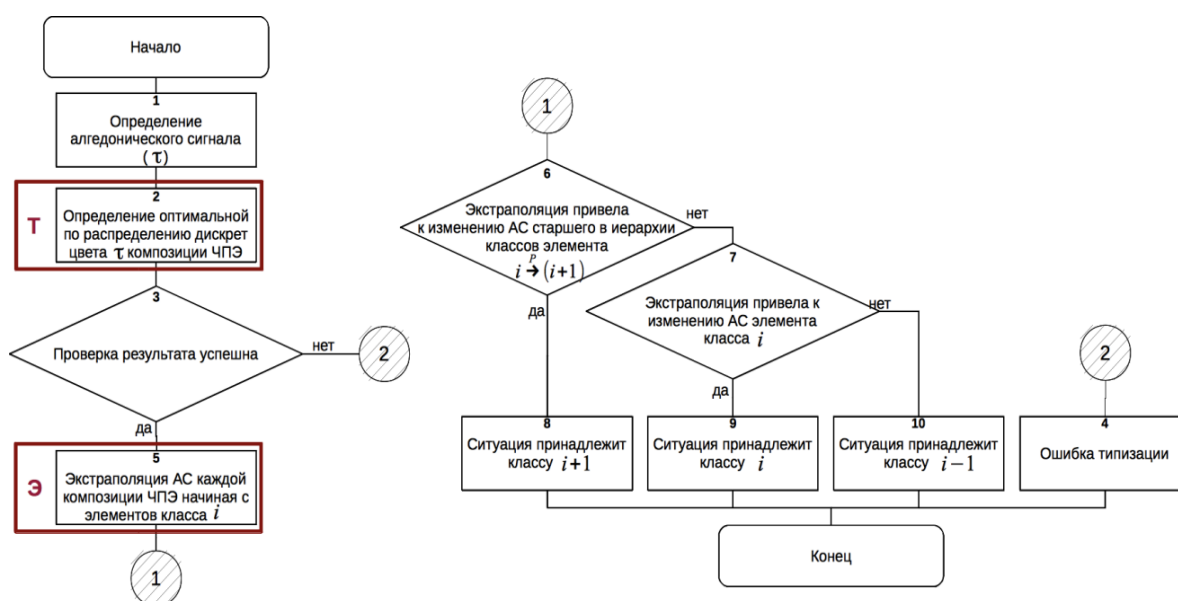 Начало
1
Определение
алгедонического сигнала
(τ)
Т
2
Определение оптимальной
по распределению дискрет
цвета τ композиции ЧПЭ
3
Проверка результата успешна
нет
2
да
Э
5
Экстраполяция АС каждой
композиции ЧПЭ начиная с
элементов класса i
1
1
6
Экстраполяция привела
к изменению АС старшего в иерархии
классов элемента
P
i → (i+1)
нет
да
7
Экстраполяция привела к
изменению АС элемента
класса i
нет
да
2
8
Ситуация принадлежит
классу i+1
9
Ситуация принадлежит
классу i
10
Ситуация принадлежит
классу i−1
4
Ошибка типизации
Конец